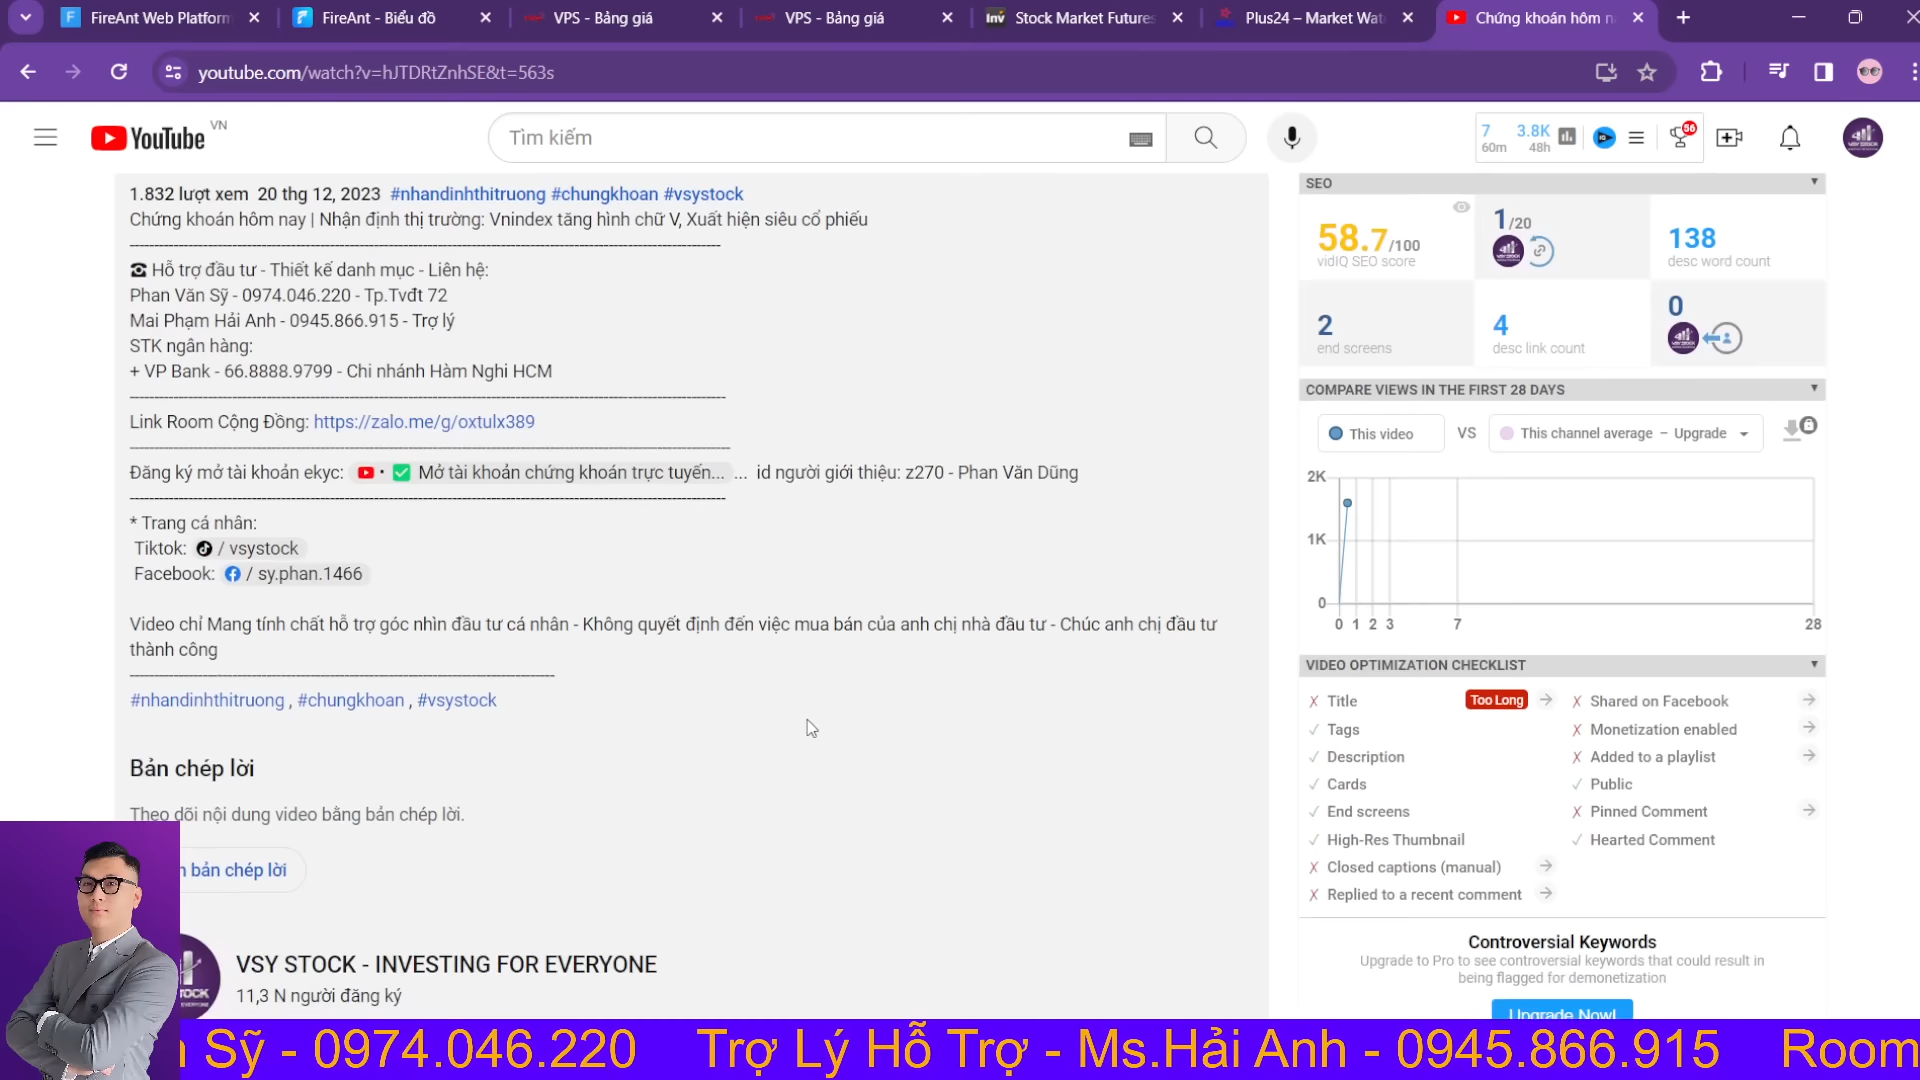 FireAnt Web Platform
FireAnt - Biểu đồ
VPS - Bảng giá
VPS - Bảng giá
Inv Stock Market Futures
Plus24 – Market Wat
Chứng khoán hôm n
youtube.com/watch?v=hJTDRtZnhSE&t=563s
YouTube VN
Tìm kiếm
7 3.8K
60m 48h
56
1.832 lượt xem 20 thg 12, 2023 #nhandinhthitruong #chungkhoan #vsystock
Chứng khoán hôm nay | Nhận định thị trường: Vnindex tăng hình chữ V, Xuất hiện siêu cổ phiếu
☎ Hỗ trợ đầu tư - Thiết kế danh mục - Liên hệ:
Phan Văn Sỹ - 0974.046.220 - Tp.Tvđt 72
Mai Phạm Hải Anh - 0945.866.915 - Trợ lý
STK ngân hàng:
+ VP Bank - 66.8888.9799 - Chi nhánh Hàm Nghi HCM
Link Room Cộng Đồng: https://zalo.me/g/oxtulx389
Đăng ký mở tài khoản ekyc: • ✅ Mở tài khoản chứng khoán trực tuyến... ... id người giới thiệu: z270 - Phan Văn Dũng
* Trang cá nhân:
Tiktok: / vsystock
Facebook: / sy.phan.1466
Video chỉ Mang tính chất hỗ trợ góc nhìn đầu tư cá nhân - Không quyết định đến việc mua bán của anh chị nhà đầu tư - Chúc anh chị đầu tư
thành công
#nhandinhthitruong , #chungkhoan , #vsystock
Bản chép lời
Theo dõi nội dung video bằng bản chép lời.
bản chép lời
VSY STOCK - INVESTING FOR EVERYONE
11,3 N người đăng ký
SEO
58.7/100
vidIQ SEO score
1/20
138
desc word count
2
end screens
4
desc link count
0
COMPARE VIEWS IN THE FIRST 28 DAYS
This video VS This channel average – Upgrade
2K
1K
0
0 1 2 3 7 28
VIDEO OPTIMIZATION CHECKLIST
Title Too Long
Tags
Description
Cards
End screens
High-Res Thumbnail
Closed captions (manual)
Replied to a recent comment
Shared on Facebook
Monetization enabled
Added to a playlist
Public
Pinned Comment
Hearted Comment
Controversial Keywords
Upgrade to Pro to see controversial keywords that could result in
being flagged for demonetization
Upgrade Now!
Sỹ - 0974.046.220 Trợ Lý Hỗ Trợ - Ms.Hải Anh - 0945.866.915 Room